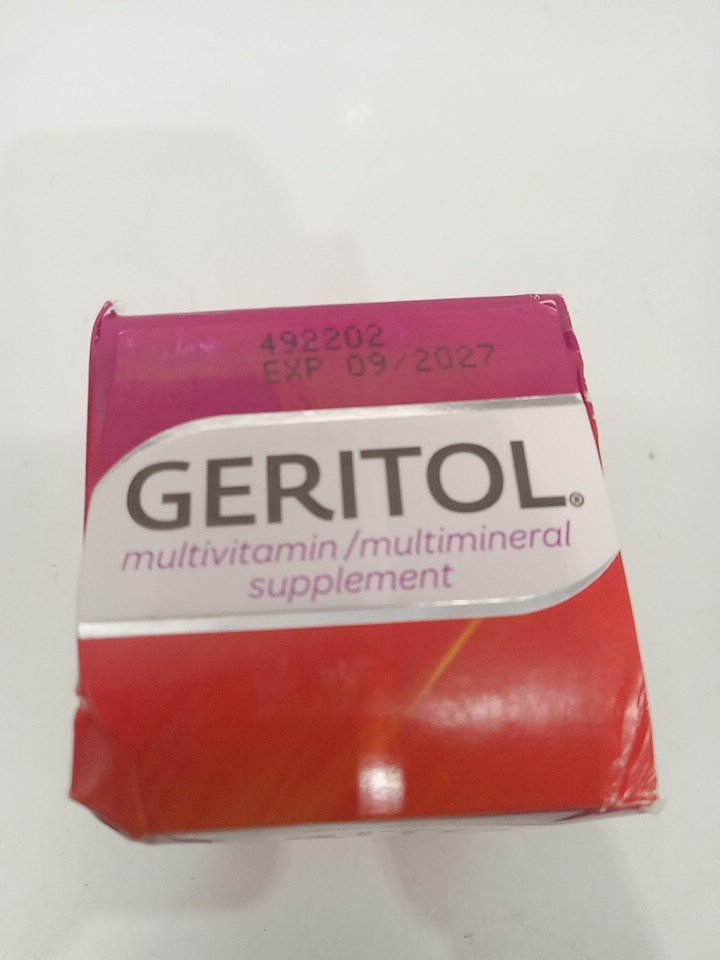 492202
EXP 09/2027
GERITOL®
multivitamin/multimineral
supplement